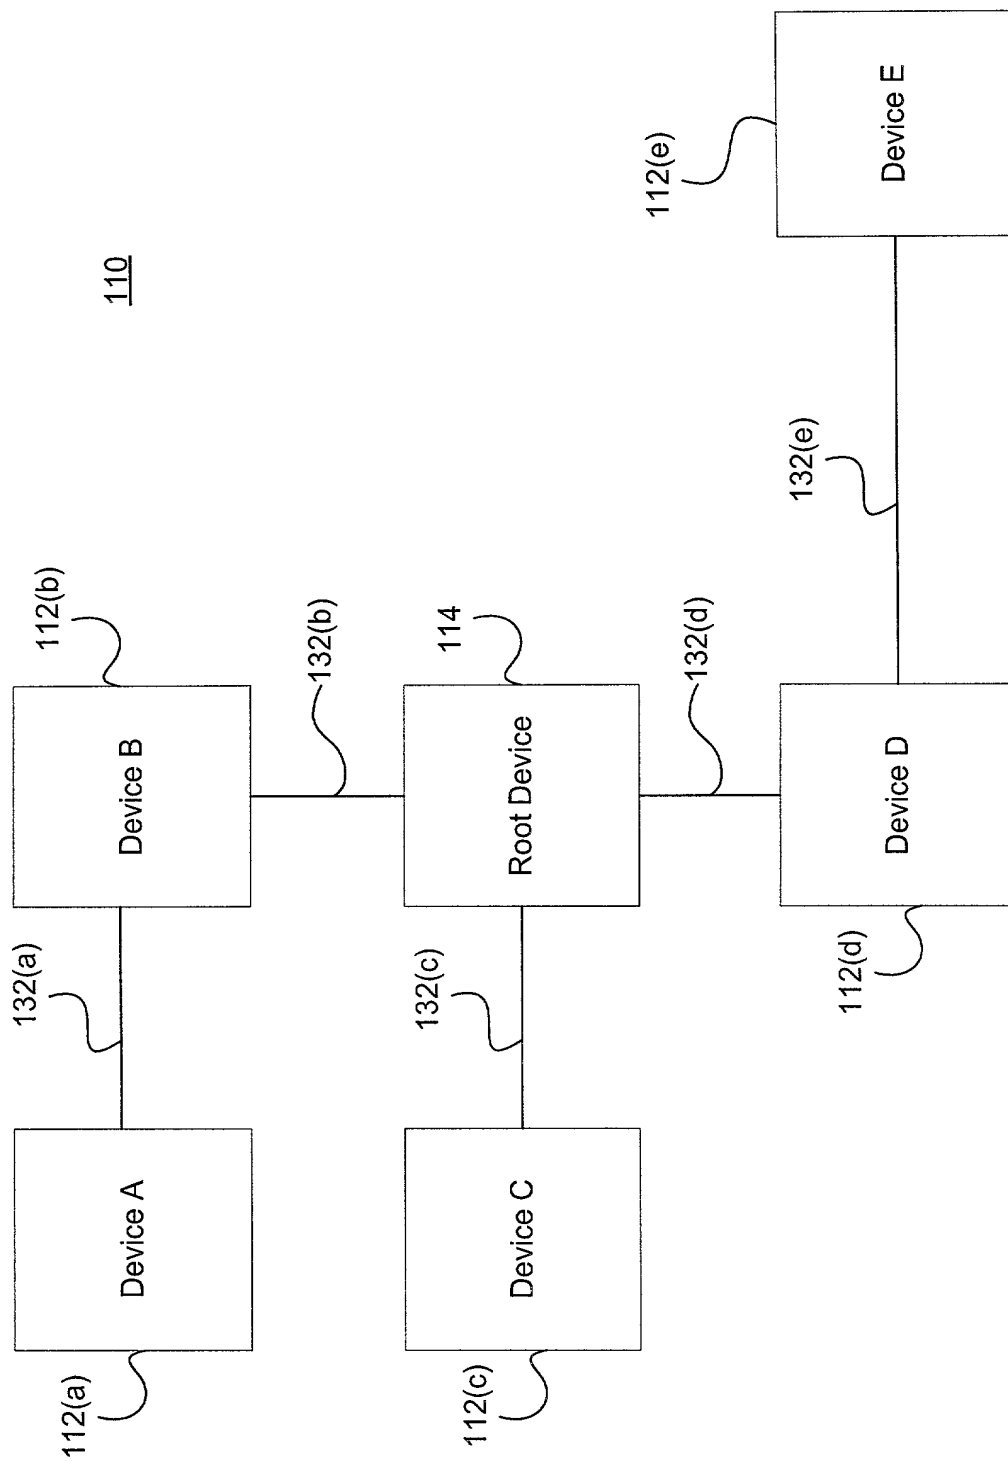 110
112(a)
Device A
132(a)
Device B
112(b)
132(b)
112(c)
Device C
132(c)
Root Device
114
132(d)
112(d)
Device D
132(e)
Device E
112(e)